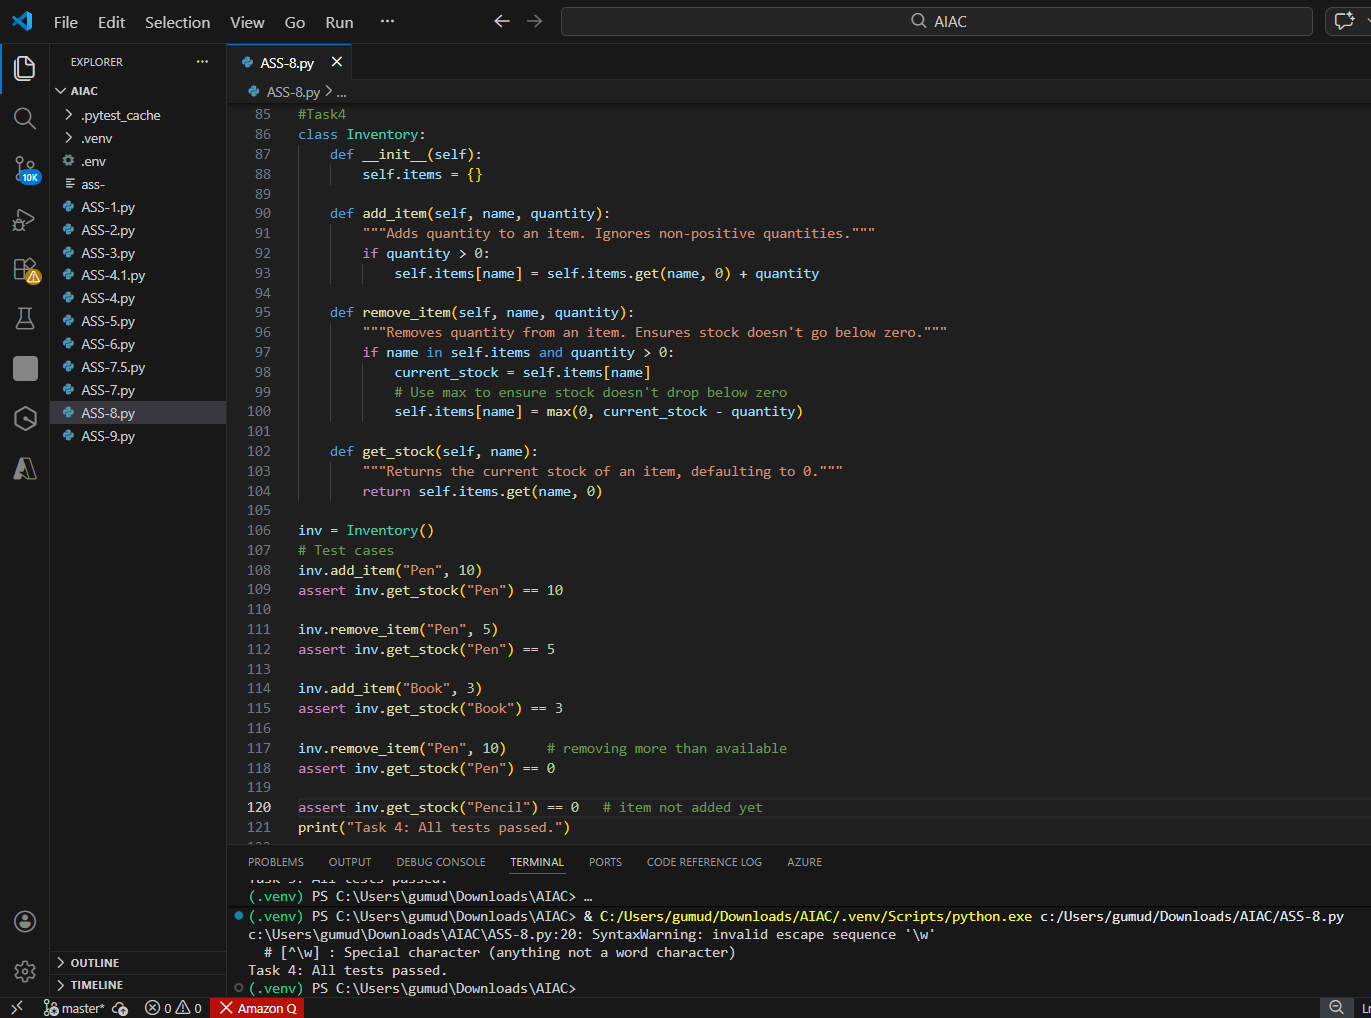 File Edit Selection View Go Run ··· AIAC
EXPLORER ···
AIAC
.pytest_cache
.venv
.env
ass-
ASS-1.py
ASS-2.py
ASS-3.py
ASS-4.1.py
ASS-4.py
ASS-5.py
ASS-6.py
ASS-7.5.py
ASS-7.py
ASS-8.py
ASS-9.py
OUTLINE
TIMELINE
10K
ASS-8.py
ASS-8.py > ...
85 #Task4
86 class Inventory:
87     def __init__(self):
88         self.items = {}
89
90     def add_item(self, name, quantity):
91         """Adds quantity to an item. Ignores non-positive quantities."""
92         if quantity > 0:
93             self.items[name] = self.items.get(name, 0) + quantity
94
95     def remove_item(self, name, quantity):
96         """Removes quantity from an item. Ensures stock doesn't go below zero."""
97         if name in self.items and quantity > 0:
98             current_stock = self.items[name]
99             # Use max to ensure stock doesn't drop below zero
100             self.items[name] = max(0, current_stock - quantity)
101
102     def get_stock(self, name):
103         """Returns the current stock of an item, defaulting to 0."""
104         return self.items.get(name, 0)
105
106 inv = Inventory()
107 # Test cases
108 inv.add_item("Pen", 10)
109 assert inv.get_stock("Pen") == 10
110
111 inv.remove_item("Pen", 5)
112 assert inv.get_stock("Pen") == 5
113
114 inv.add_item("Book", 3)
115 assert inv.get_stock("Book") == 3
116
117 inv.remove_item("Pen", 10)     # removing more than available
118 assert inv.get_stock("Pen") == 0
119
120 assert inv.get_stock("Pencil") == 0   # item not added yet
121 print("Task 4: All tests passed.")
PROBLEMS OUTPUT DEBUG CONSOLE TERMINAL PORTS CODE REFERENCE LOG AZURE
(.venv) PS C:\Users\gumud\Downloads\AIAC> …
(.venv) PS C:\Users\gumud\Downloads\AIAC> & C:/Users/gumud/Downloads/AIAC/.venv/Scripts/python.exe c:/Users/gumud/Downloads/AIAC/ASS-8.py
c:\Users\gumud\Downloads\AIAC\ASS-8.py:20: SyntaxWarning: invalid escape sequence '\w'
  # [^\w] : Special character (anything not a word character)
Task 4: All tests passed.
(.venv) PS C:\Users\gumud\Downloads\AIAC>
master* 0 0 Amazon Q